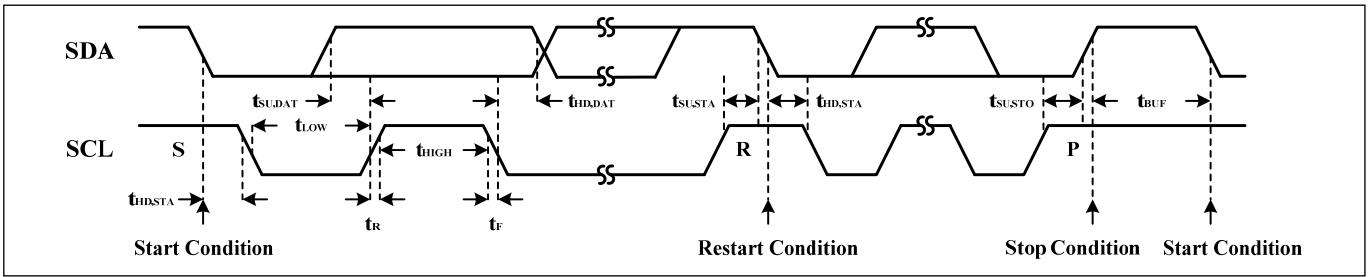 SDA
tSU,DAT
tHD,DAT
tSU,STA
tHD,STA
tSU,STO
tBUF
tLOW
SCL
S
tHIGH
R
P
tHD,STA
tR
tF
Start Condition
Restart Condition
Stop Condition
Start Condition